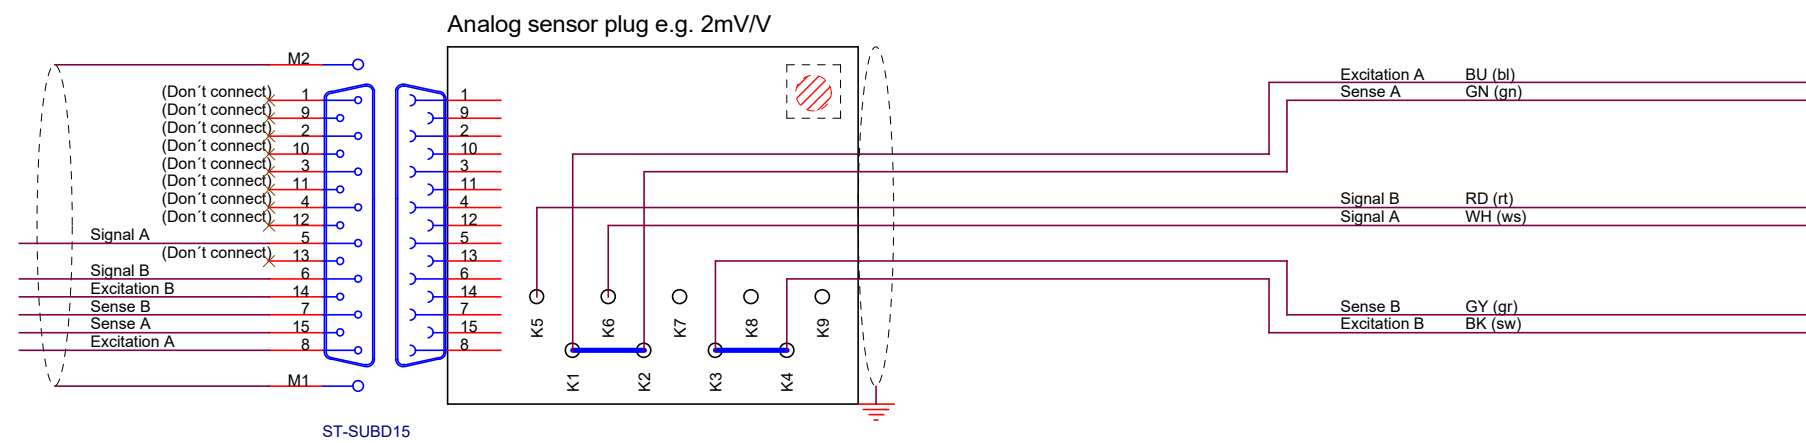 Analog sensor plug e.g. 2mV/V
M2
Excitation A BU (bl)
Sense A GN (gn)
(Don´t connect) 1 1
(Don´t connect) 9 9
(Don´t connect) 2 2
(Don´t connect) 10 10
(Don´t connect) 3 3
(Don´t connect) 11 11
(Don´t connect) 4 4
Signal B RD (rt)
(Don´t connect) 12 12
Signal A WH (ws)
Signal A 5 5
(Don´t connect) 13 13
Signal B 6 6
Excitation B 14 14
Sense B 7 7
Sense B GY (gr)
Sense A 15 15
Excitation B BK (sw)
Excitation A 8 8
K5 K6 K7 K8 K9
K1 K2 K3 K4
M1
ST-SUBD15